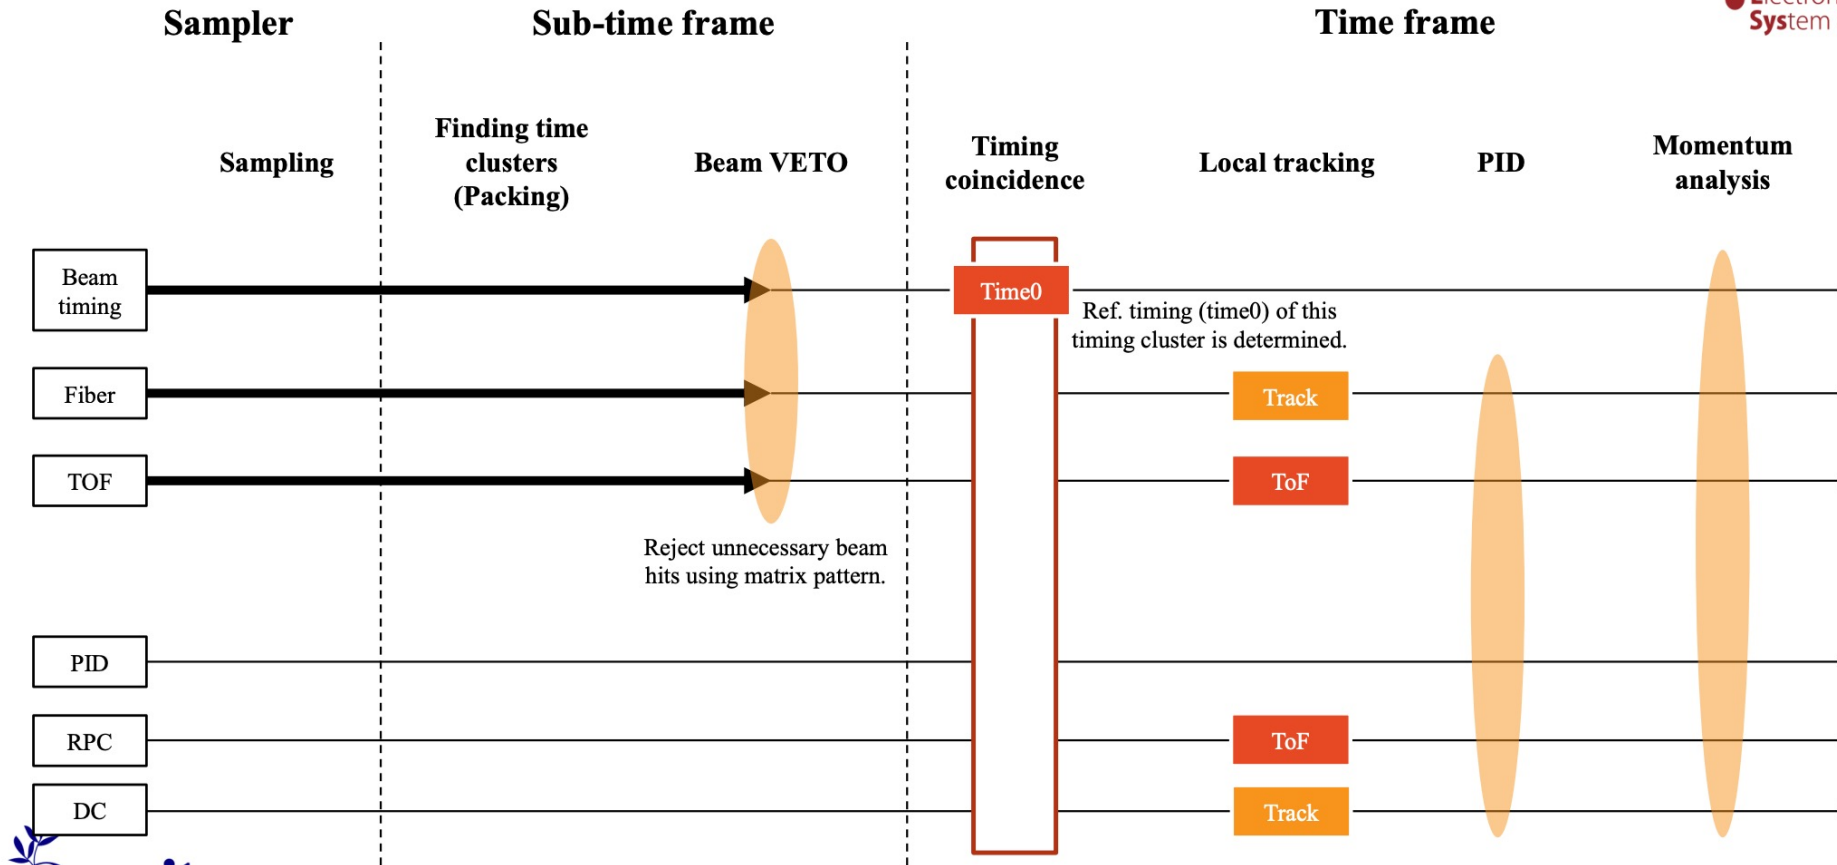 Sampler
Sub-time frame
Time frame
System
Sampling
Finding time
clusters
(Packing)
Beam VETO
Timing
coincidence
Local tracking
PID
Momentum
analysis
Beam
timing
Time0
Ref. timing (time0) of this
timing cluster is determined.
Fiber
Track
TOF
ToF
Reject unnecessary beam
hits using matrix pattern.
PID
RPC
ToF
DC
Track